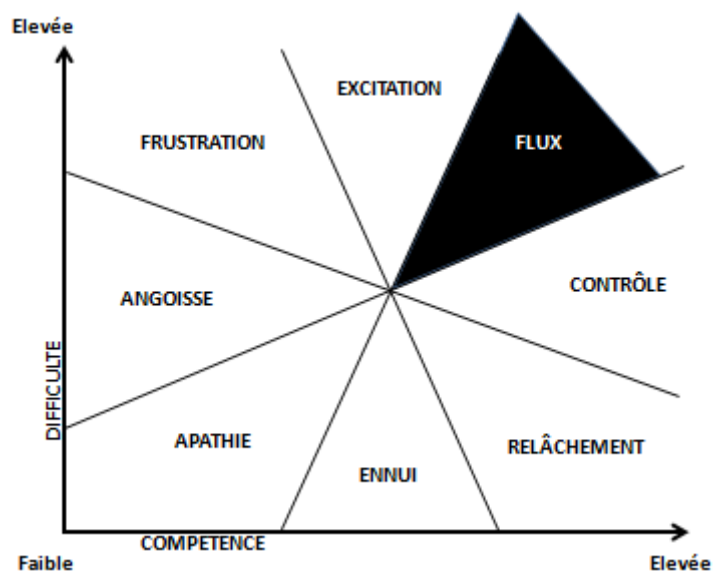 Elevée
EXCITATION
FRUSTRATION
FLUX
CONTRÔLE
ANGOISSE
DIFFICULTE
APATHIE
RELÂCHEMENT
ENNUI
COMPETENCE
Faible
Elevée